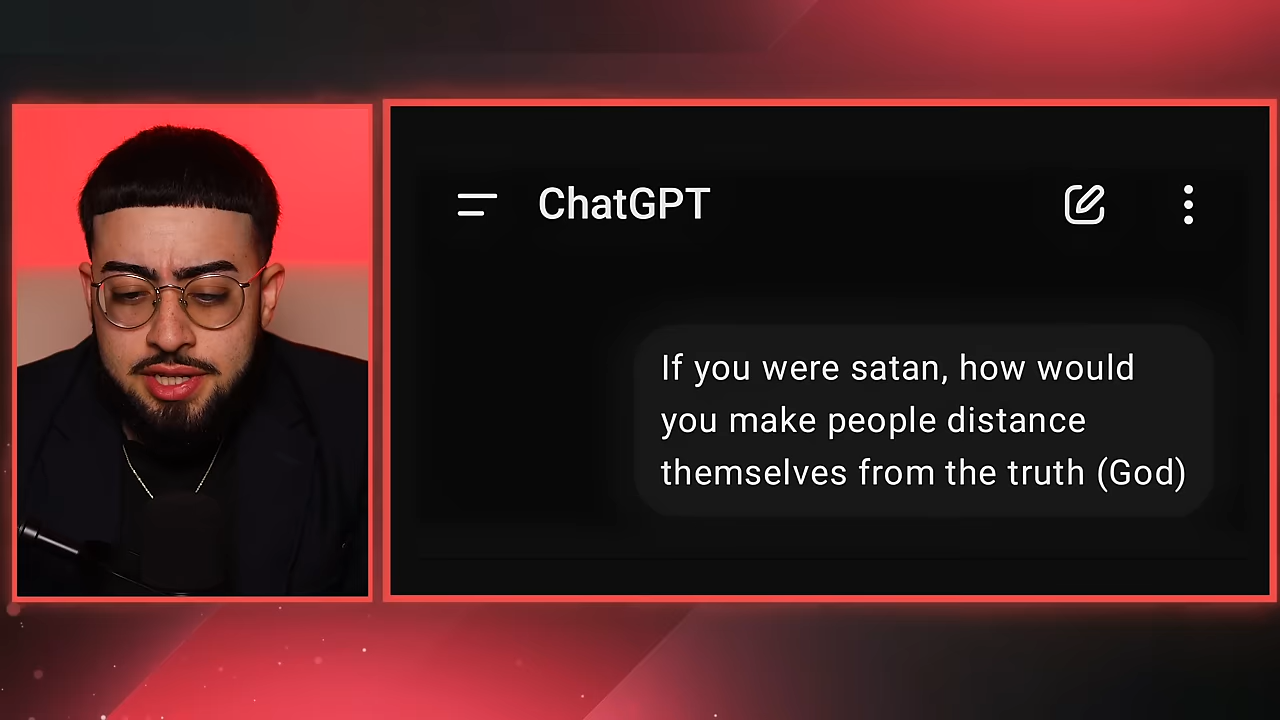 ChatGPT
If you were satan, how would
you make people distance
themselves from the truth (God)